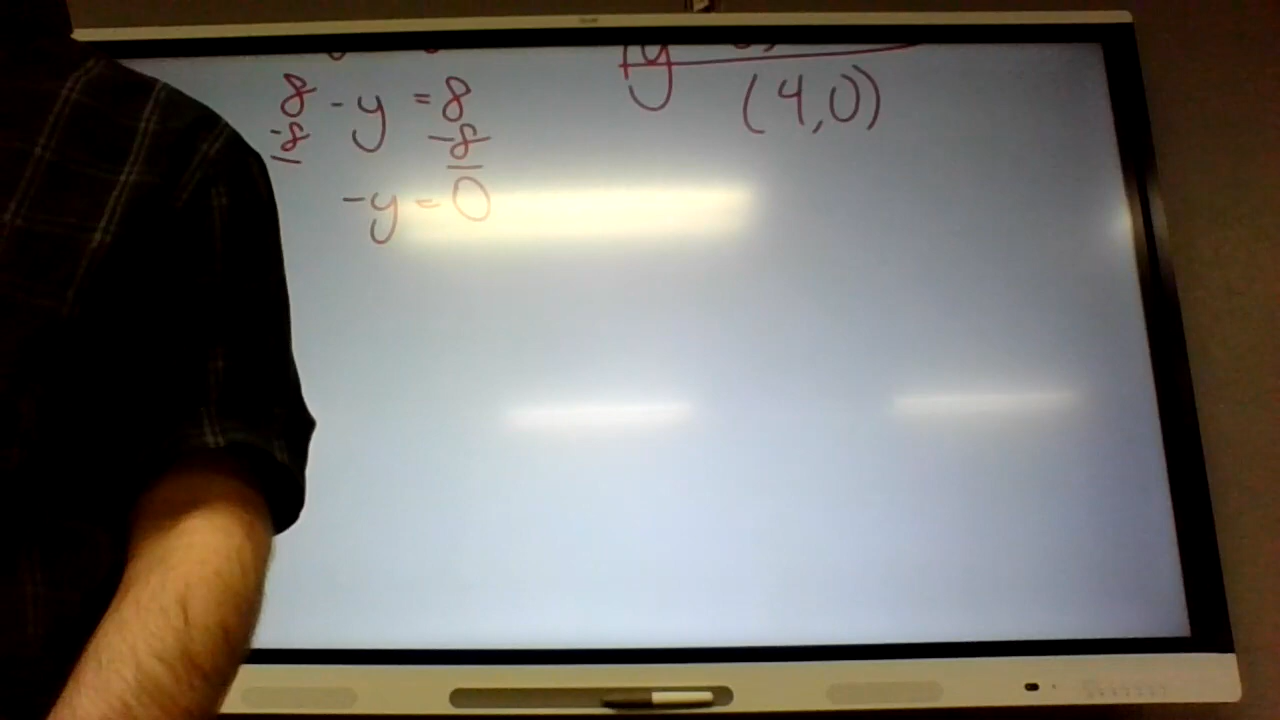 8 - y = 8
-8 -8
-y = 0
y
(4,0)